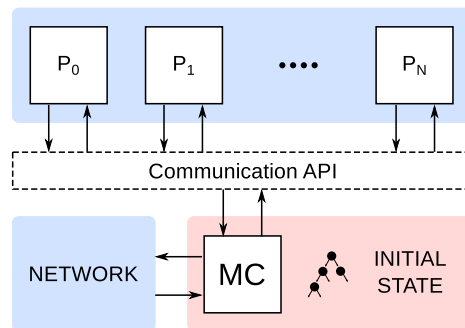 P0
P1
....
PN
Communication API
NETWORK
MC
INITIAL
STATE